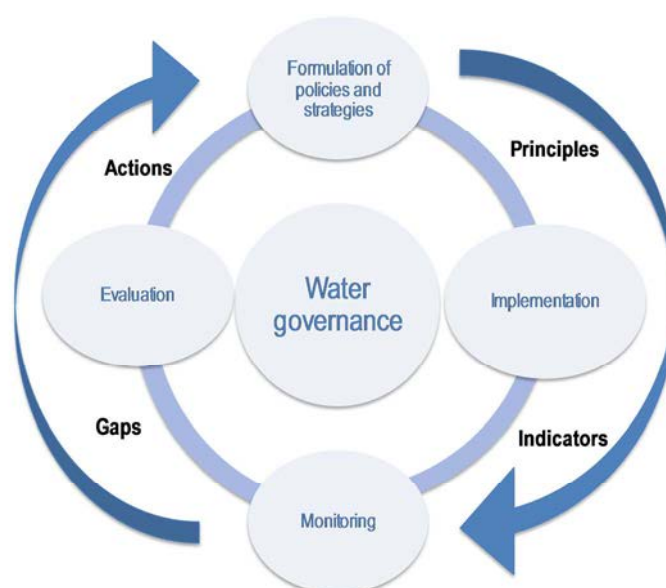 Formulation of
policies and
strategies
Actions
Principles
Evaluation
Water
governance
Implementation
Gaps
Indicators
Monitoring